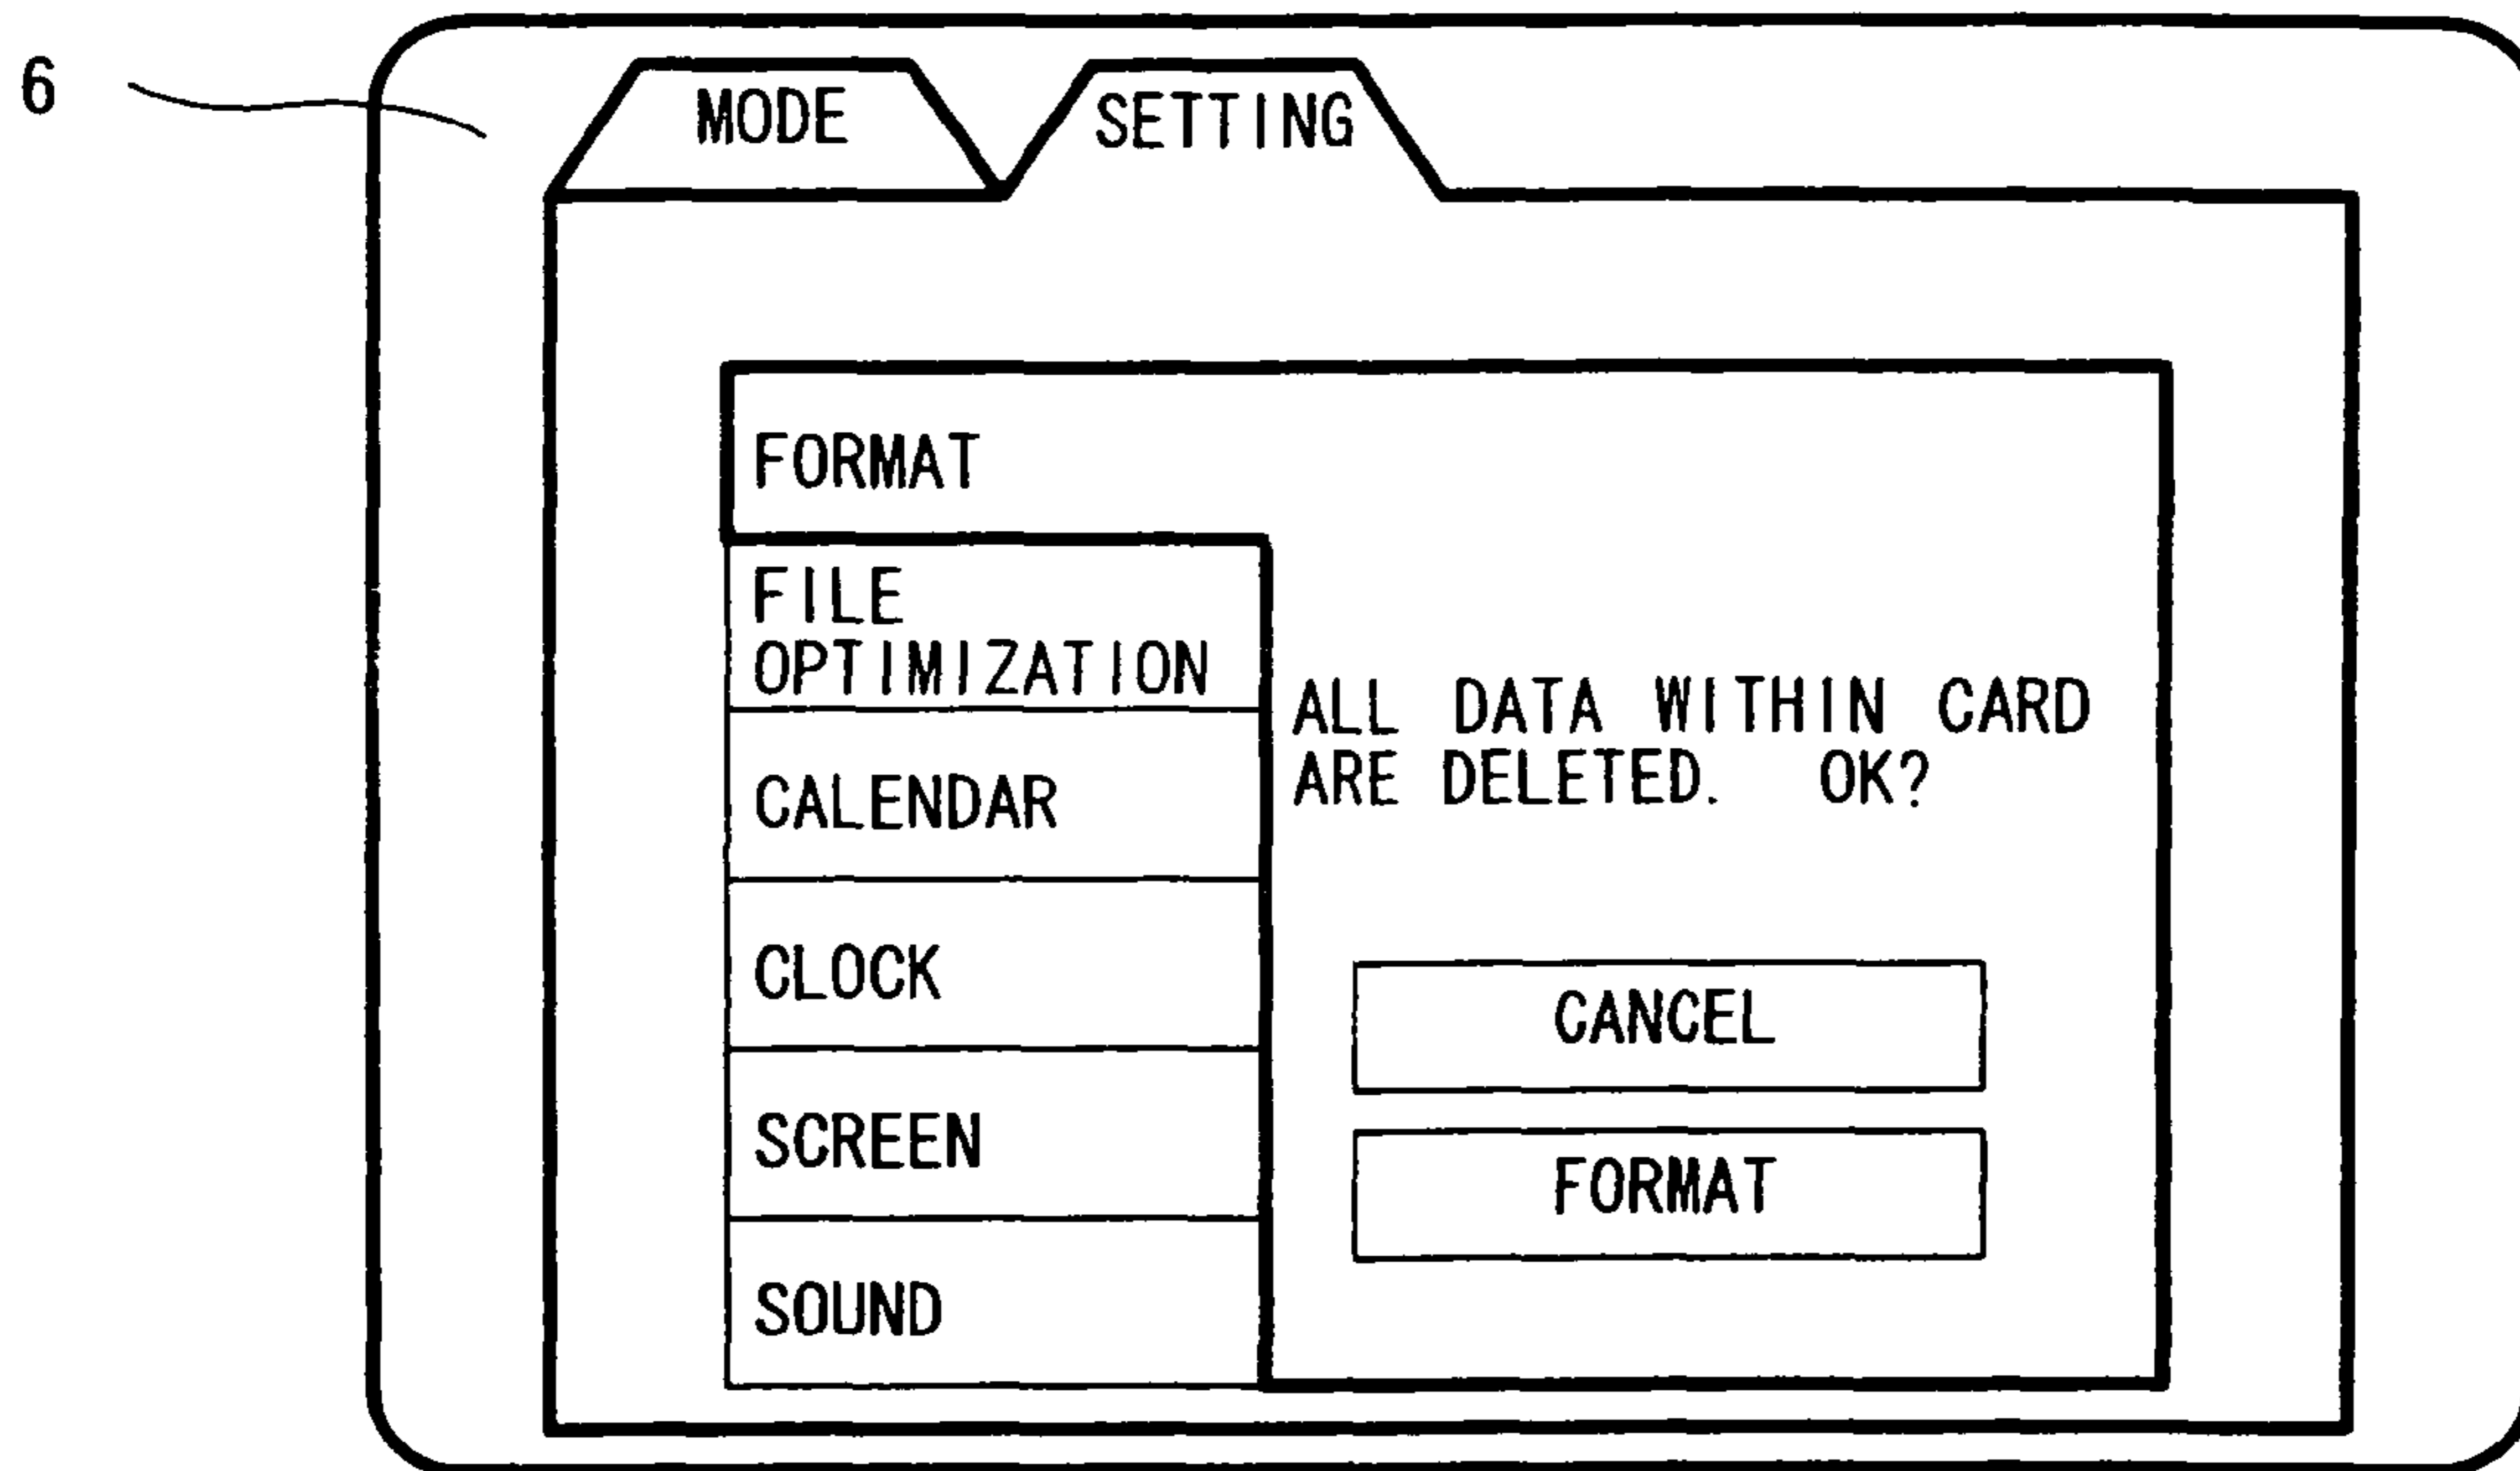 6
MODE
SETTING
FORMAT
FILE
OPTIMIZATION
CALENDAR
CLOCK
SCREEN
SOUND
ALL DATA WITHIN CARD
ARE DELETED. OK?
CANCEL
FORMAT